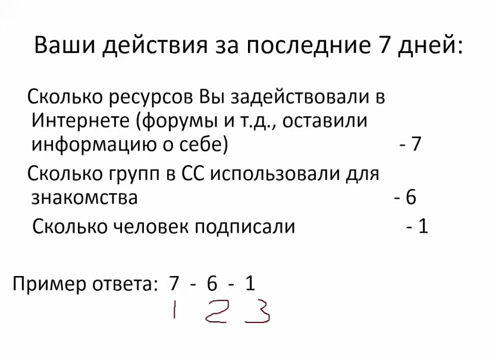 Ваши действия за последние 7 дней:
Сколько ресурсов Вы задействовали в
Интернете (форумы и т.д., оставили
информацию о себе) - 7
Сколько групп в СС использовали для
знакомства - 6
Сколько человек подписали - 1
Пример ответа: 7 - 6 - 1
1 2 3